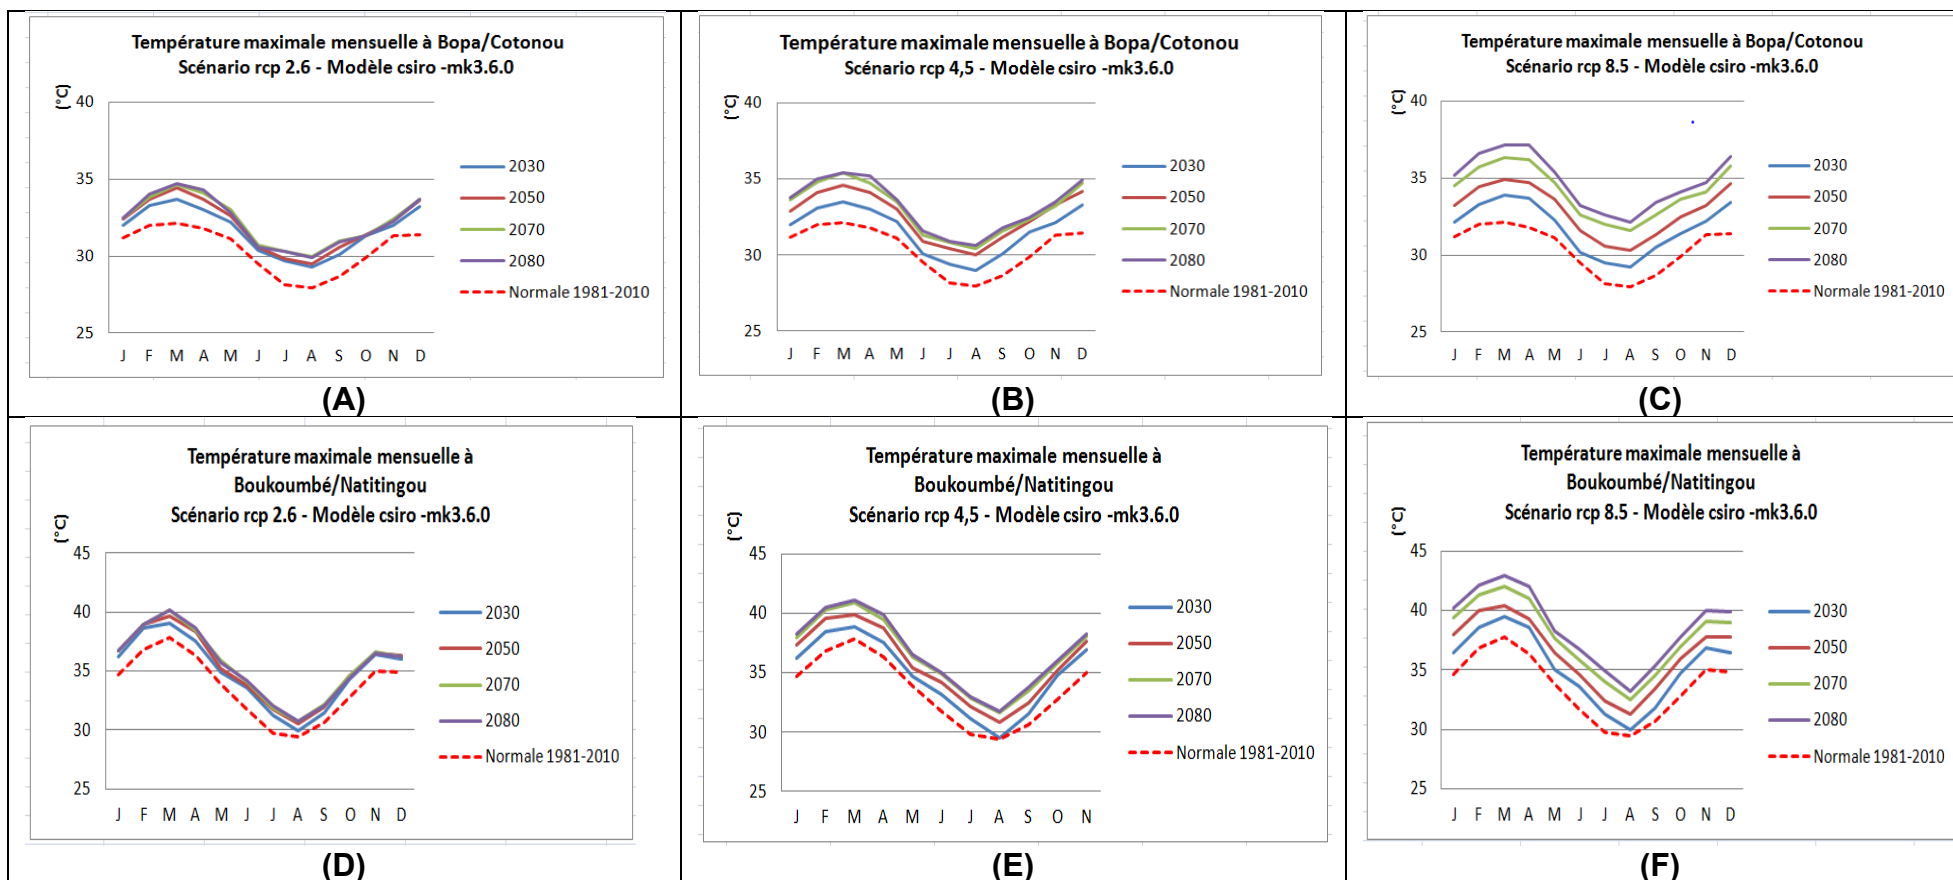 Température maximale mensuelle à Bopa/Cotonou
Scénario rcp 2.6 - Modèle csiro -mk3.6.0
(°C)
40
35
30
25
J F M A M J J A S O N D
2030
2050
2070
2080
Normale 1981-2010
(A)
Température maximale mensuelle à Bopa/Cotonou
Scénario rcp 4,5 - Modèle csiro -mk3.6.0
(°C)
40
35
30
25
J F M A M J J A S O N D
2030
2050
2070
2080
Normale 1981-2010
(B)
Température maximale mensuelle à Bopa/Cotonou
Scénario rcp 8.5 - Modèle csiro -mk3.6.0
(°C)
40
35
30
25
J F M A M J J A S O N D
2030
2050
2070
2080
Normale 1981-2010
(C)
Température maximale mensuelle à
Boukoumbé/Natitingou
Scénario rcp 2.6 - Modèle csiro -mk3.6.0
(°C)
45
40
35
30
25
J F M A M J J A S O N D
2030
2050
2070
2080
Normale 1981-2010
(D)
Température maximale mensuelle à
Boukoumbé/Natitingou
Scénario rcp 4,5 - Modèle csiro -mk3.6.0
(°C)
45
40
35
30
25
J F M A M J J A S O N
2030
2050
2070
2080
Normale 1981-2010
(E)
Température maximale mensuelle à
Boukoumbé/Natitingou
Scénario rcp 8.5 - Modèle csiro -mk3.6.0
(°C)
45
40
35
30
25
J F M A M J J A S O N D
2030
2050
2070
2080
Normale 1981-2010
(F)